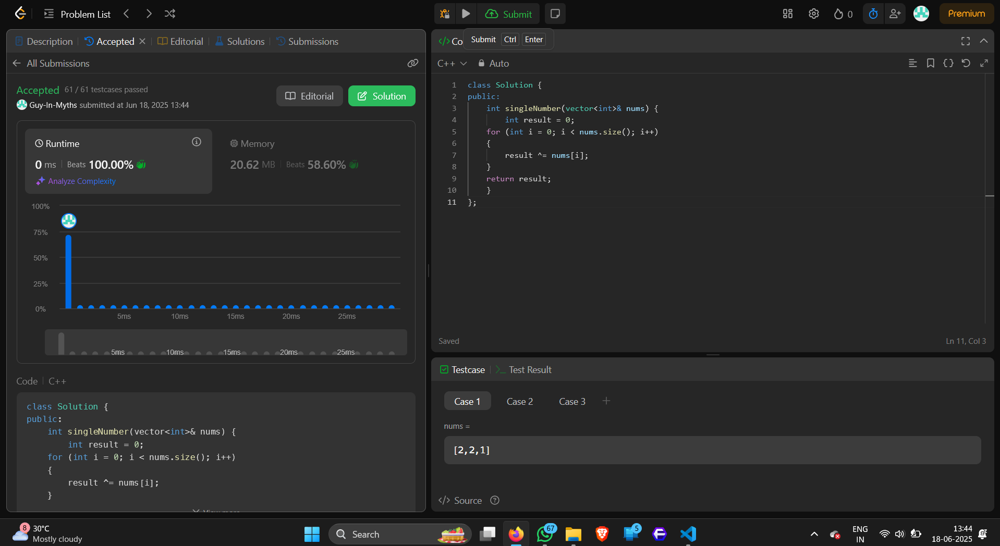 Problem List
Submit
0
Premium
Description
Accepted
Editorial
Solutions
Submissions
All Submissions
Accepted 61 / 61 testcases passed
Guy-In-Myths submitted at Jun 18, 2025 13:44
Editorial
Solution
Runtime
0 ms Beats 100.00%
Analyze Complexity
Memory
20.62 MB Beats 58.60%
100%
75%
50%
25%
0%
5ms 10ms 15ms 20ms 25ms
5ms 10ms 15ms 20ms 25ms
Code C++
class Solution {
public:
    int singleNumber(vector<int>& nums) {
        int result = 0;
    for (int i = 0; i < nums.size(); i++)
    {
        result ^= nums[i];
    }
View more
</> Co
Submit Ctrl Enter
C++ Auto
1 class Solution {
2 public:
3     int singleNumber(vector<int>& nums) {
4         int result = 0;
5     for (int i = 0; i < nums.size(); i++)
6     {
7         result ^= nums[i];
8     }
9     return result;
10     }
11 };
Saved
Ln 11, Col 3
Testcase
Test Result
Case 1 Case 2 Case 3 +
nums =
[2,2,1]
</> Source
8
30°C
Mostly cloudy
Search
67
5
ENG
IN
13:44
18-06-2025